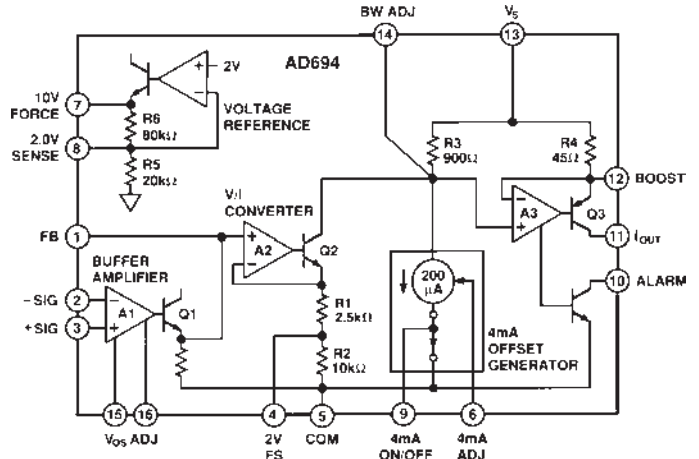 BW ADJ
V_S
14
13
AD694
2V
+
−
10V
FORCE
7
VOLTAGE
REFERENCE
R6
80kΩ
2.0V
SENSE
8
R5
20kΩ
R3
900Ω
R4
45Ω
12
BOOST
+
−
A3
Q3
V/I
CONVERTER
11
I_OUT
FB
1
+
−
A2
Q2
BUFFER
AMPLIFIER
200
μA
10
ALARM
−SIG
2
+SIG
3
−
+
A1
Q1
R1
2.5kΩ
4mA
OFFSET
GENERATOR
R2
10kΩ
15
16
4
5
9
6
V_OS ADJ
2V
FS
COM
4mA
ON/OFF
4mA
ADJ